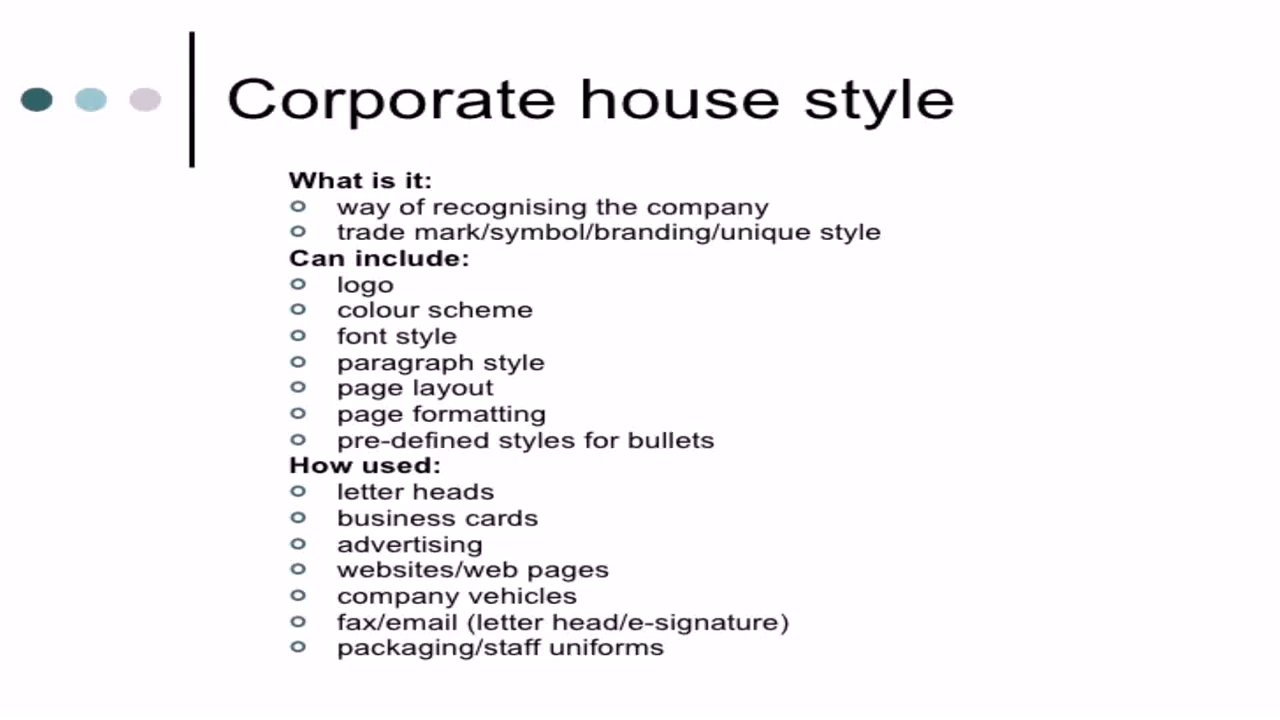 Corporate house style
What is it:
way of recognising the company
trade mark/symbol/branding/unique style
Can include:
logo
colour scheme
font style
paragraph style
page layout
page formatting
pre-defined styles for bullets
How used:
letter heads
business cards
advertising
websites/web pages
company vehicles
fax/email (letter head/e-signature)
packaging/staff uniforms